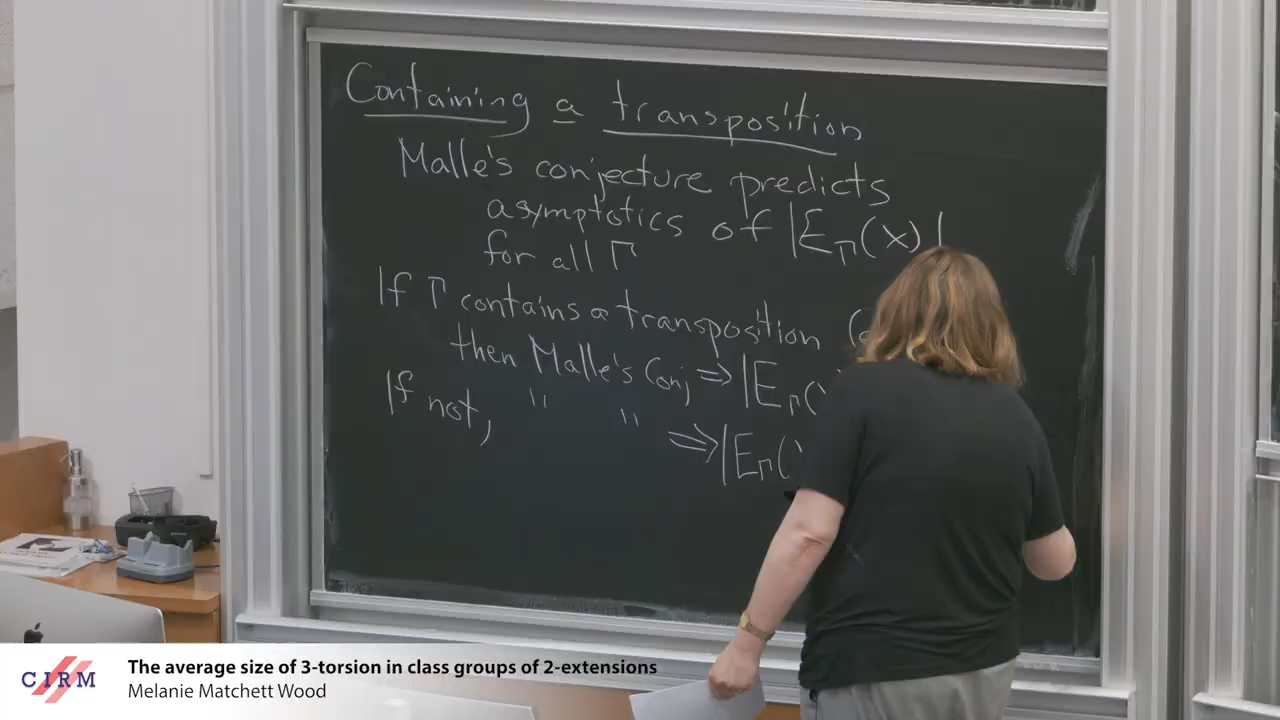 Containing a transposition
Malle's conjecture predicts
asymptotics of |E_Γ(X)|
for all Γ
If Γ contains a transposition (
then Malle's Conj ⇒ |E_Γ(
If not, " " ⇒ |E_Γ(
CIRM
The average size of 3-torsion in class groups of 2-extensions
Melanie Matchett Wood